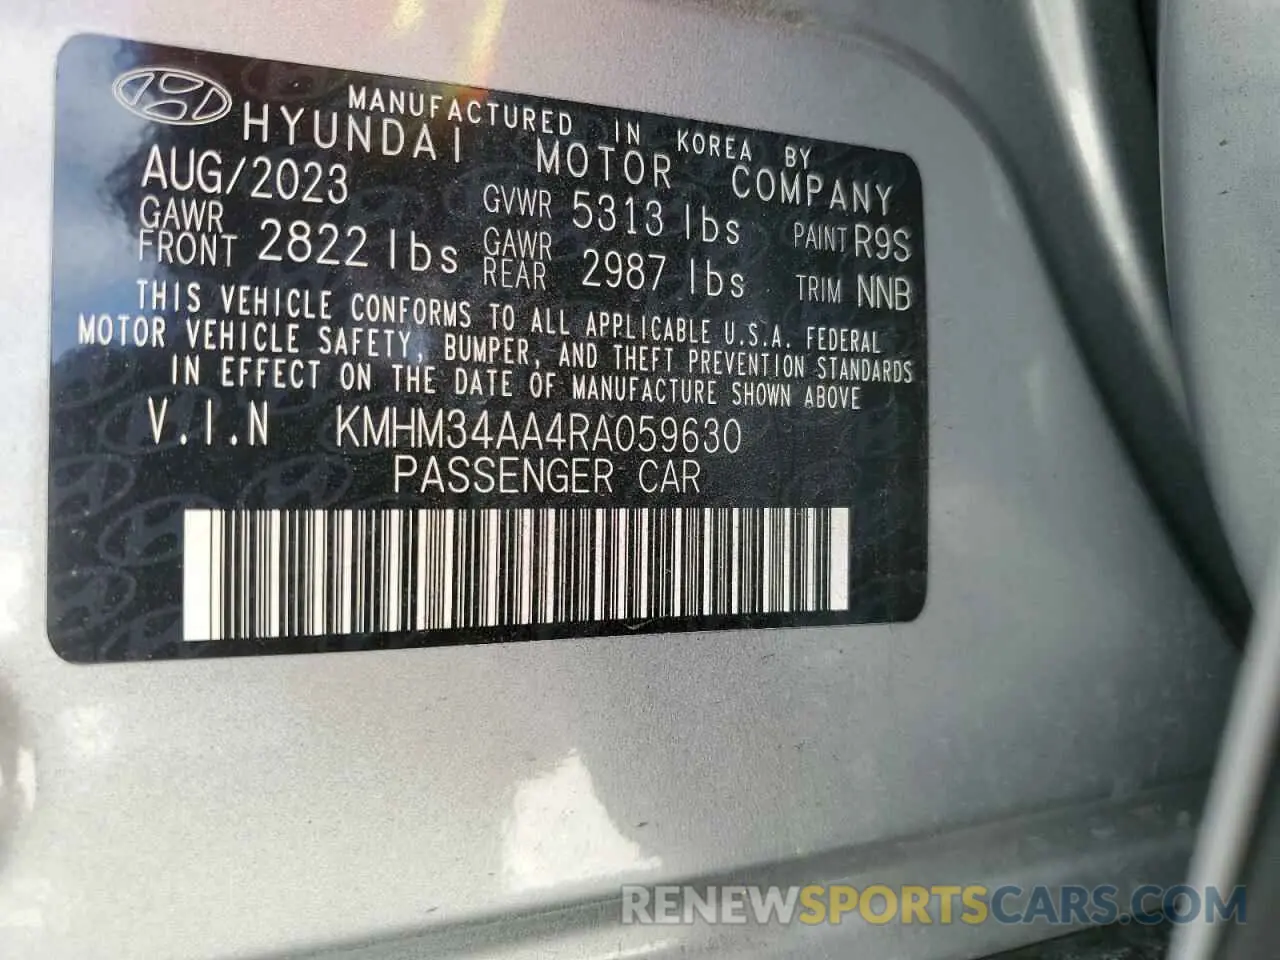 MANUFACTURED IN KOREA BY
HYUNDAI MOTOR COMPANY
AUG/2023 GVWR 5313 lbs PAINT R9S
GAWR FRONT 2822 lbs GAWR REAR 2987 lbs TRIM NNB
THIS VEHICLE CONFORMS TO ALL APPLICABLE U.S.A. FEDERAL
MOTOR VEHICLE SAFETY, BUMPER, AND THEFT PREVENTION STANDARDS
IN EFFECT ON THE DATE OF MANUFACTURE SHOWN ABOVE
V.I.N KMHM34AA4RA059630
PASSENGER CAR
RENEWSPORTSCARS.COM